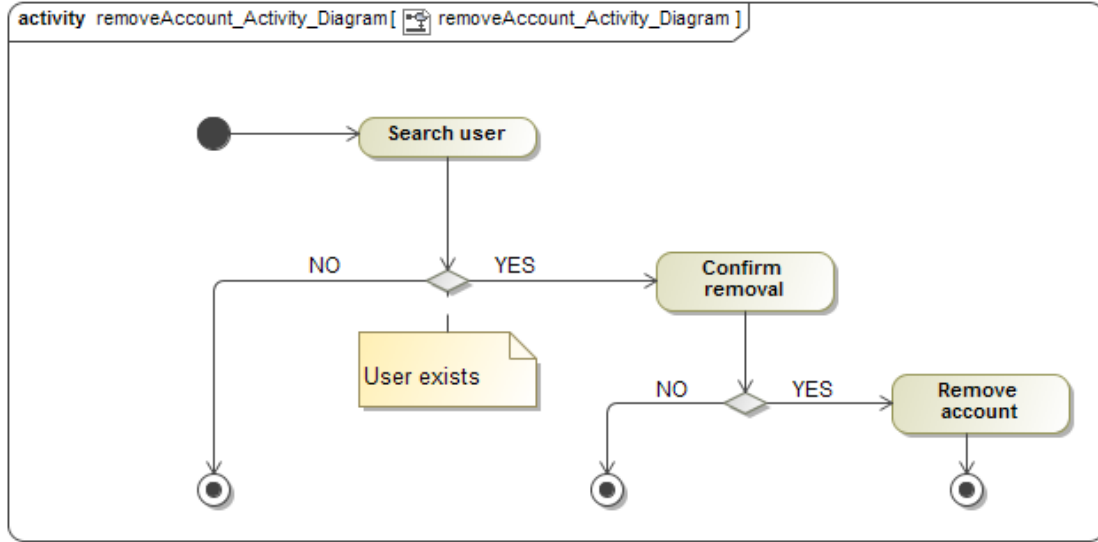 activity removeAccount_Activity_Diagram [ removeAccount_Activity_Diagram ]
Search user
NO
YES
Confirm
removal
User exists
NO
YES
Remove
account